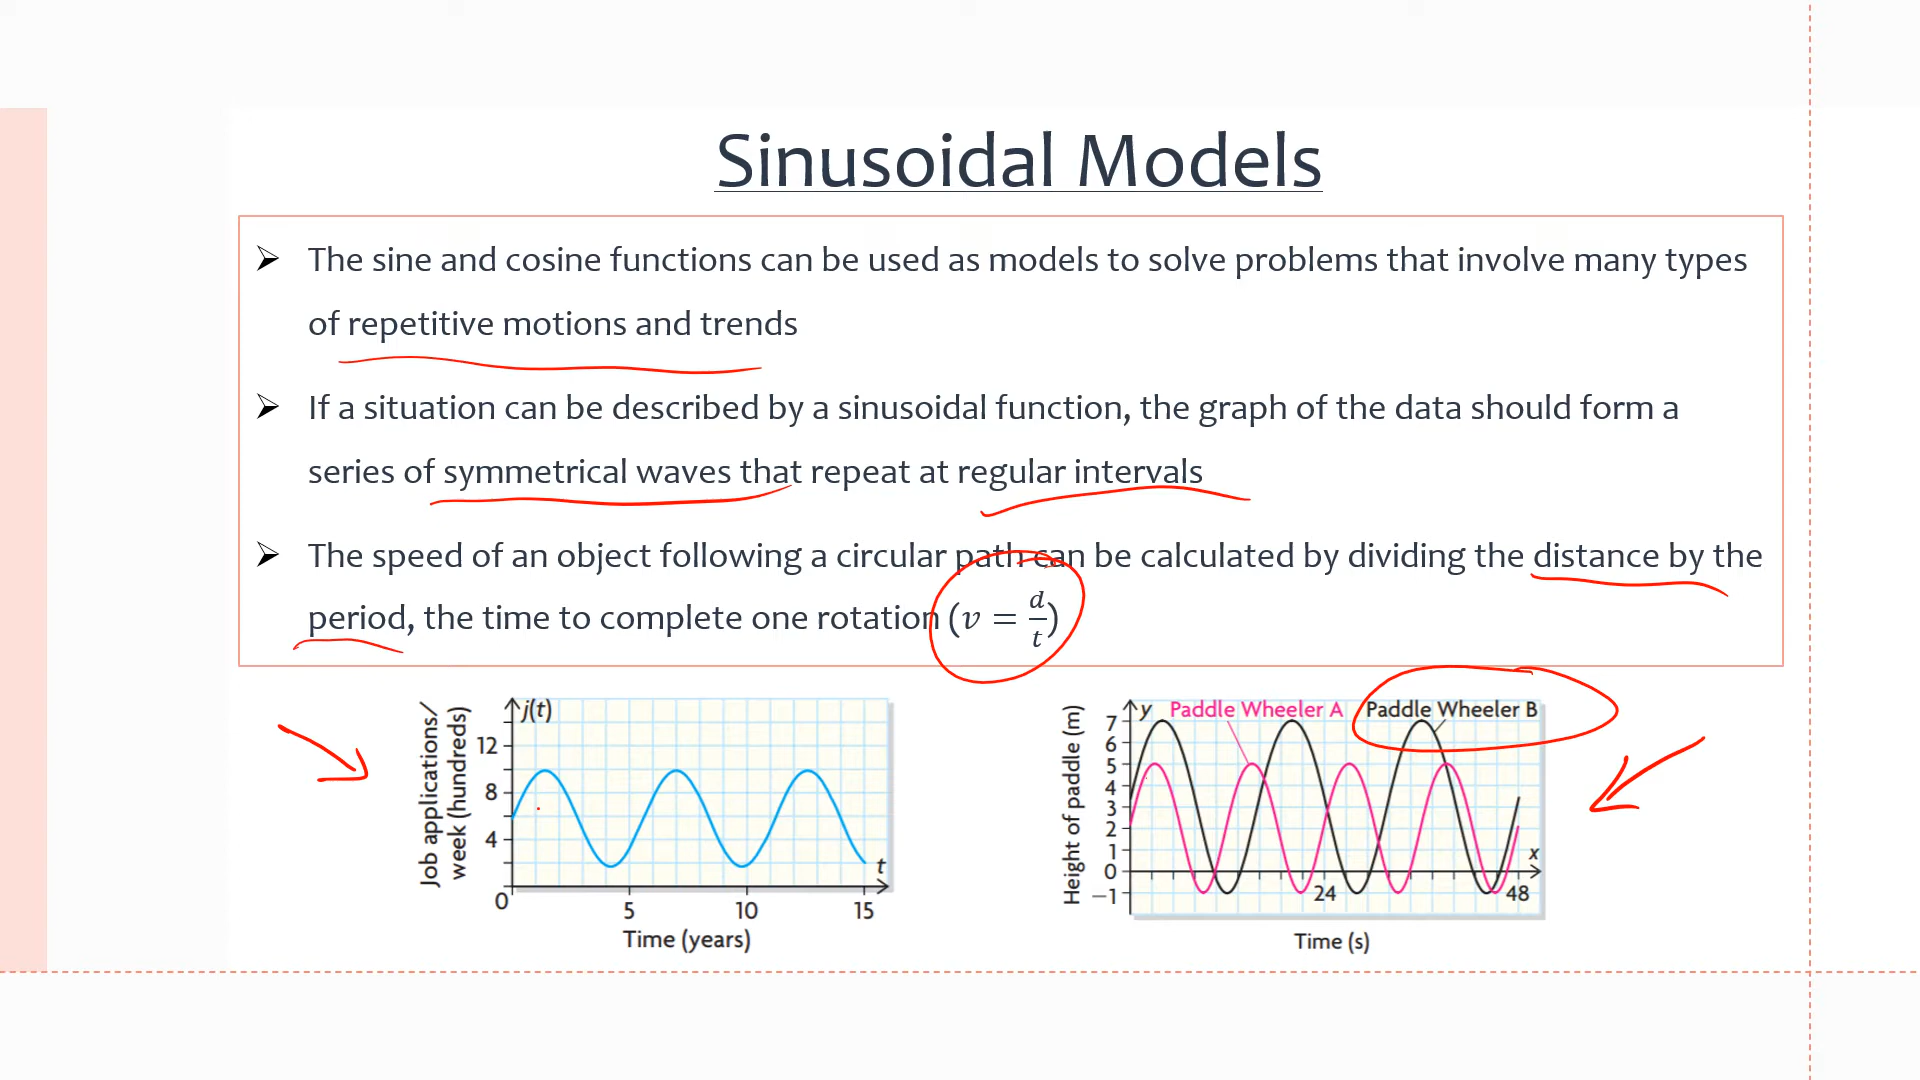 Sinusoidal Models
➢ The sine and cosine functions can be used as models to solve problems that involve many types
of repetitive motions and trends
➢ If a situation can be described by a sinusoidal function, the graph of the data should form a
series of symmetrical waves that repeat at regular intervals
➢ The speed of an object following a circular path can be calculated by dividing the distance by the
period, the time to complete one rotation (v = d/t)
j(t)
12
8
4
0
5 10 15
t
Job applications/
week (hundreds)
Time (years)
y
Paddle Wheeler A
Paddle Wheeler B
7
6
5
4
3
2
1
0
−1
24 48
x
Height of paddle (m)
Time (s)